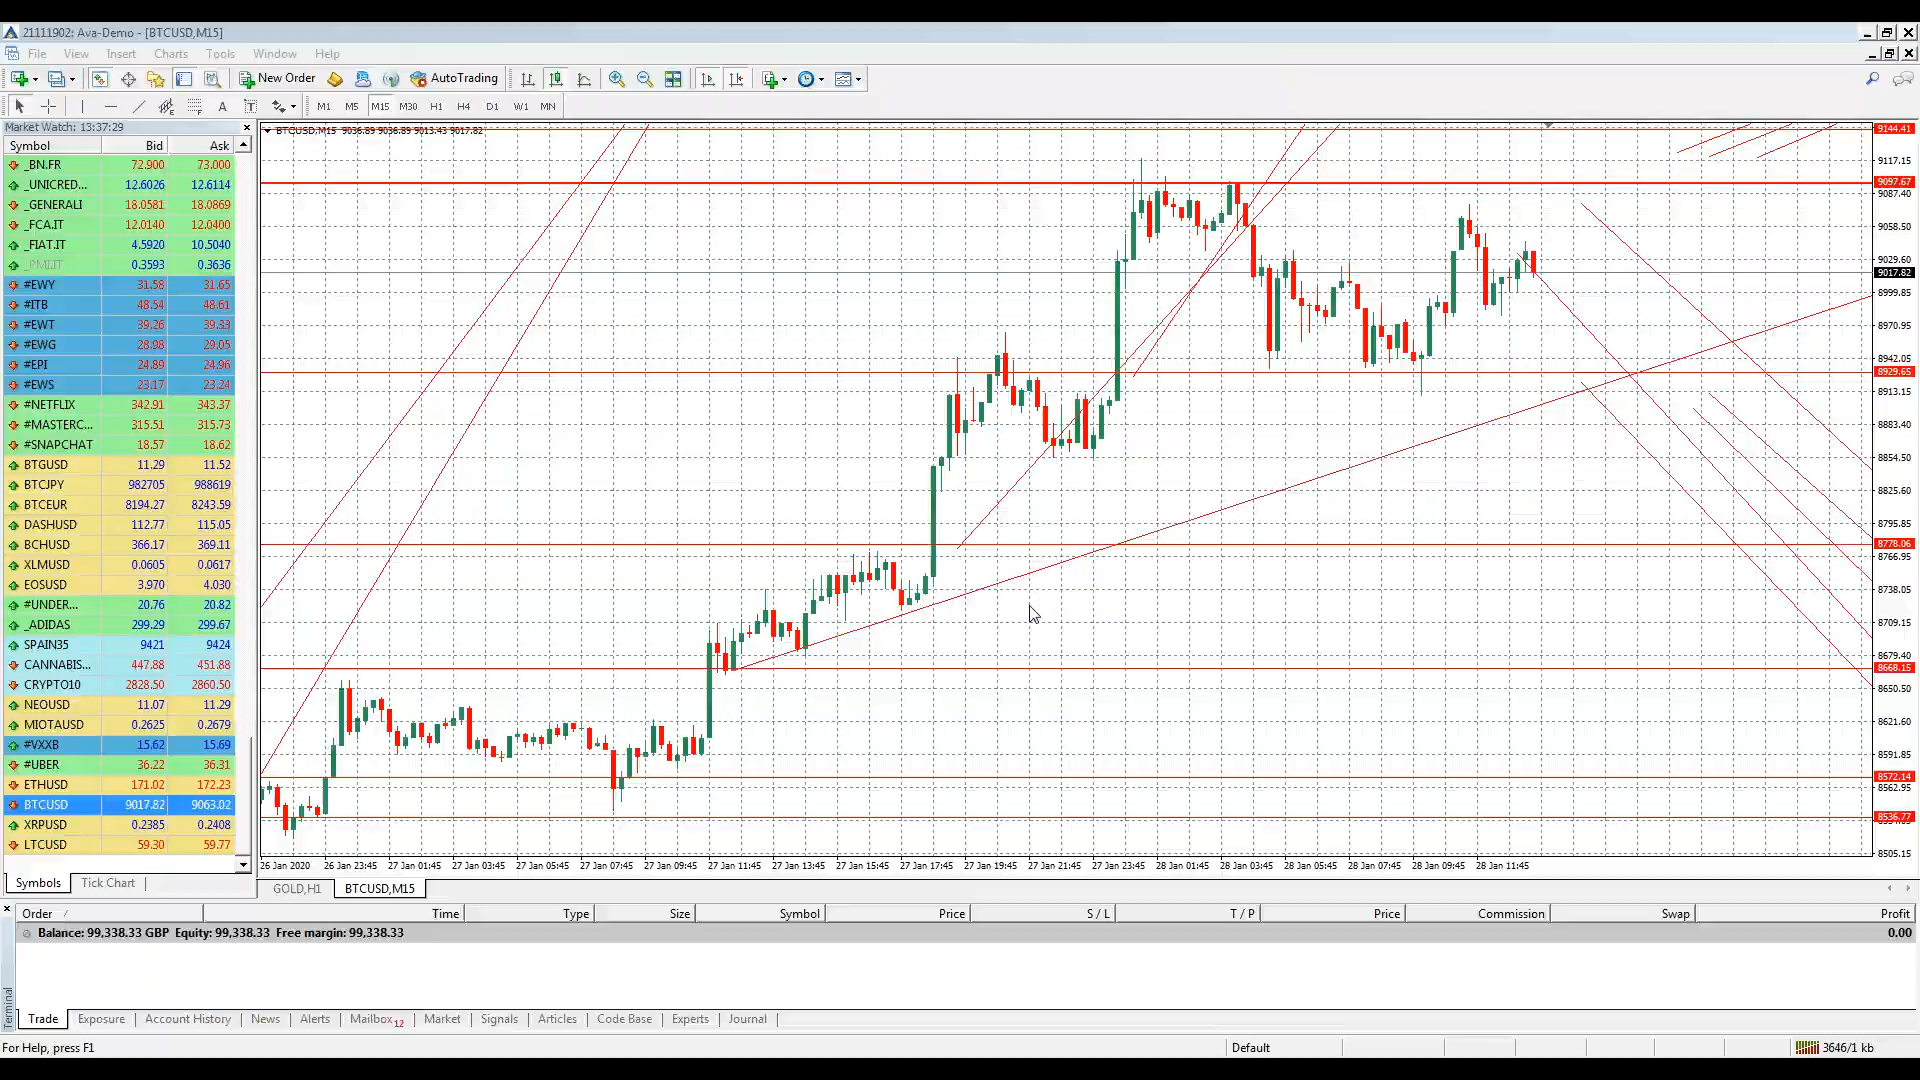 21111902: Ava-Demo - [BTCUSD,M15]
File View Insert Charts Tools Window Help
New Order AutoTrading
A T M1 M5 M15 M30 H1 H4 D1 W1 MN
Market Watch: 13:37:29
Symbol Bid Ask
_BN.FR 72.900 73.000
_UNICRED... 12.6026 12.6114
_GENERALI 18.0581 18.0869
_FCA.IT 12.0140 12.0400
_FIAT.IT 4.5920 10.5040
_PMI.IT 0.3593 0.3636
#EWY 31.58 31.65
#ITB 48.54 48.61
#EWT 39.26 39.33
#EWG 28.98 29.05
#EPI 24.89 24.96
#EWS 23.17 23.24
#NETFLIX 342.91 343.37
#MASTERC... 315.51 315.73
#SNAPCHAT 18.57 18.62
BTGUSD 11.29 11.52
BTCJPY 982705 988619
BTCEUR 8194.27 8243.59
DASHUSD 112.77 115.05
BCHUSD 366.17 369.11
XLMUSD 0.0605 0.0617
EOSUSD 3.970 4.030
#UNDER... 20.76 20.82
_ADIDAS 299.29 299.67
SPAIN35 9421 9424
CANNABIS... 447.88 451.88
CRYPTO10 2828.50 2860.50
NEOUSD 11.07 11.29
MIOTAUSD 0.2625 0.2679
#VXXB 15.62 15.69
#UBER 36.22 36.31
ETHUSD 171.02 172.23
BTCUSD 9017.82 9063.02
XRPUSD 0.2385 0.2408
LTCUSD 59.30 59.77
Symbols Tick Chart
BTCUSD,M15 9036.89 9036.89 9013.43 9017.82
9144.41
9117.15
9097.67
9087.40
9058.50
9029.60
9017.82
8999.85
8970.95
8942.05
8929.65
8913.15
8883.40
8854.50
8825.60
8795.85
8778.06
8766.95
8738.05
8709.15
8679.40
8668.15
8650.50
8621.60
8591.85
8572.14
8562.95
8536.77
8505.15
26 Jan 2020 26 Jan 23:45 27 Jan 01:45 27 Jan 03:45 27 Jan 05:45 27 Jan 07:45 27 Jan 09:45 27 Jan 11:45 27 Jan 13:45 27 Jan 15:45 27 Jan 17:45 27 Jan 19:45 27 Jan 21:45 27 Jan 23:45 28 Jan 01:45 28 Jan 03:45 28 Jan 05:45 28 Jan 07:45 28 Jan 09:45 28 Jan 11:45
GOLD,H1 BTCUSD,M15
Order / Time Type Size Symbol Price S / L T / P Price Commission Swap Profit
Balance: 99,338.33 GBP Equity: 99,338.33 Free margin: 99,338.33 0.00
Terminal
Trade Exposure Account History News Alerts Mailbox 12 Market Signals Articles Code Base Experts Journal
For Help, press F1 Default 3646/1 kb